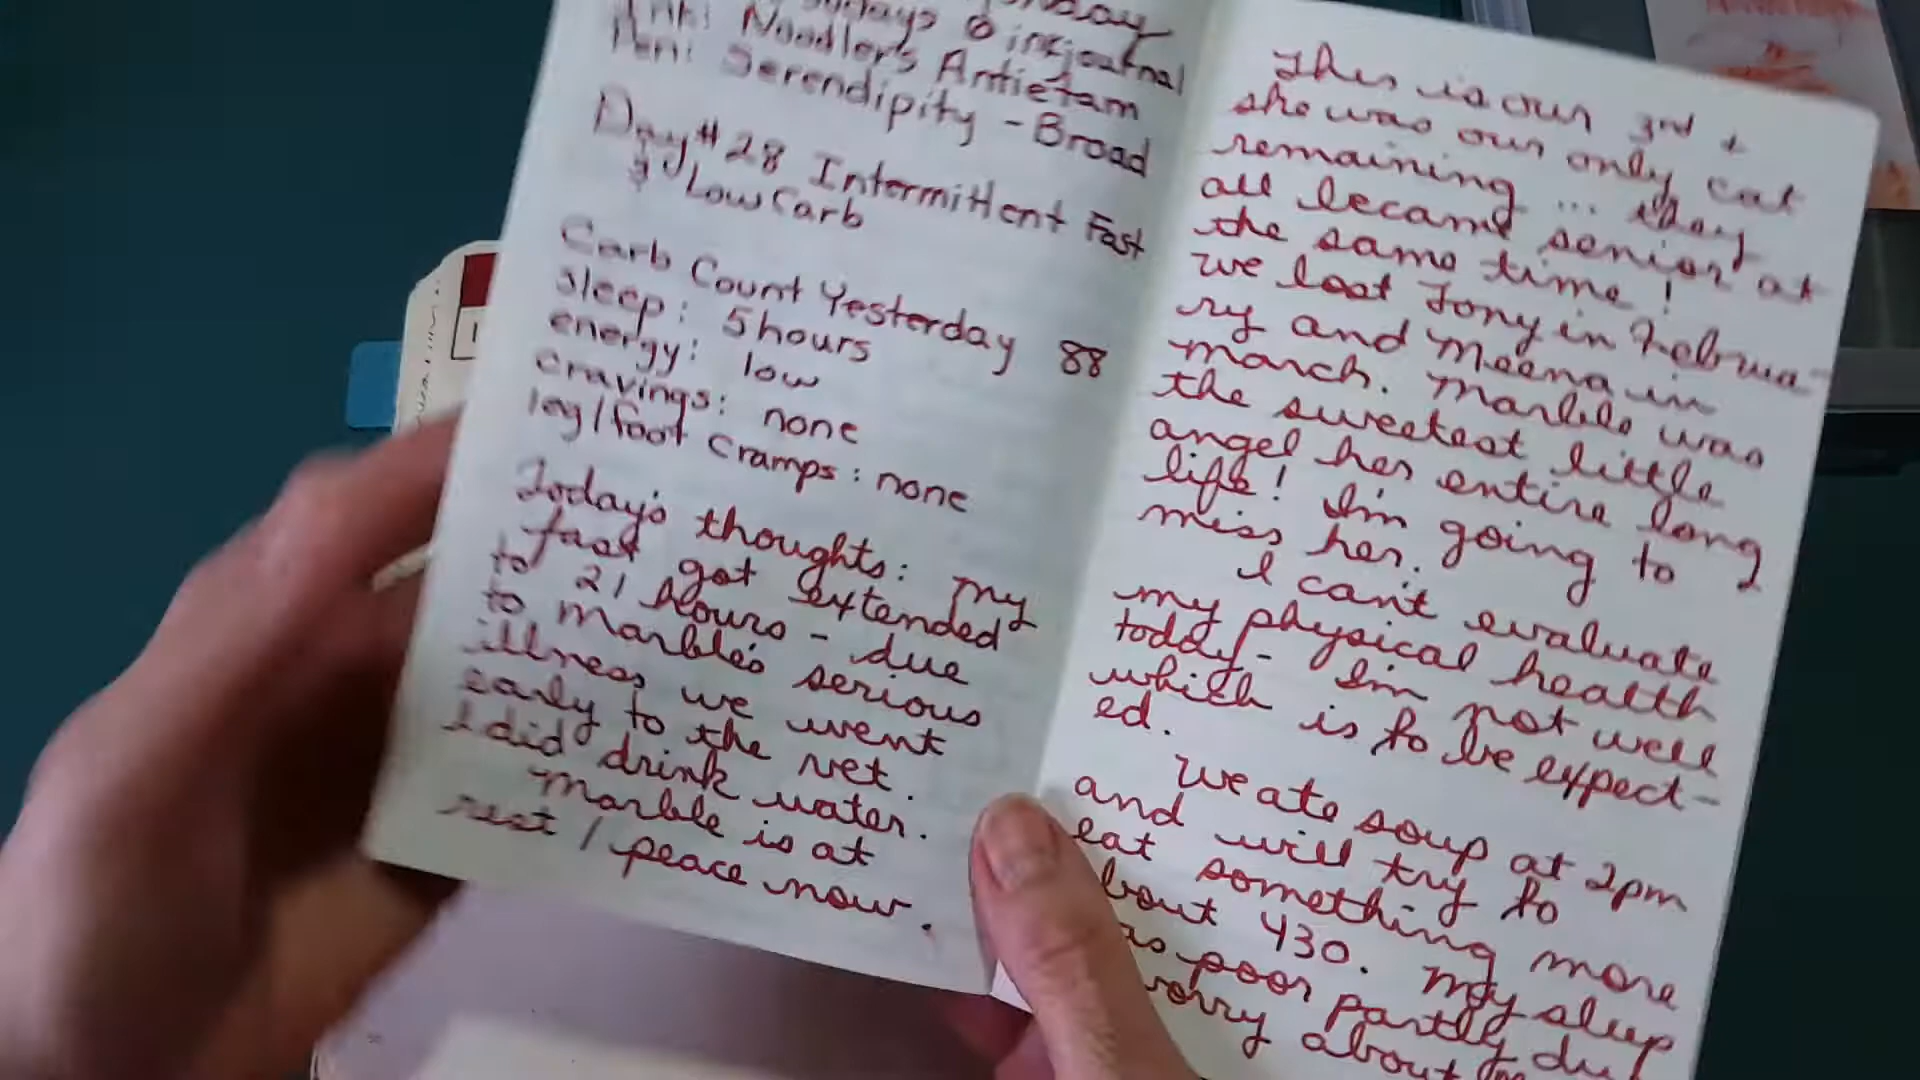 @ inkjournal
Ink: Noodler's Antietam
Pen: Serendipity - Broad
Day #28 Intermittent Fast
& Low Carb
Carb Count Yesterday 88
sleep: 5 hours
energy: low
cravings: none
leg/foot cramps: none
Today's thoughts: My
fast got extended
to 21 hours - due
to Marble's serious
illness we went
early to the vet.
I did drink water.
Marble is at
rest / peace now.
This is our 3rd +
she was our only cat
remaining ... they
all became senior at
the same time!
we lost Tony in Februa-
ry and Meena in
march. Marble was
the sweetest little
angel her entire long
life! I'm going to
miss her.
I can't evaluate
my physical health
today - I'm not well
which is to be expect-
ed.
We ate soup at 2pm
and will try to
eat something more
about 430. My sleep
was poor partly du
worry about